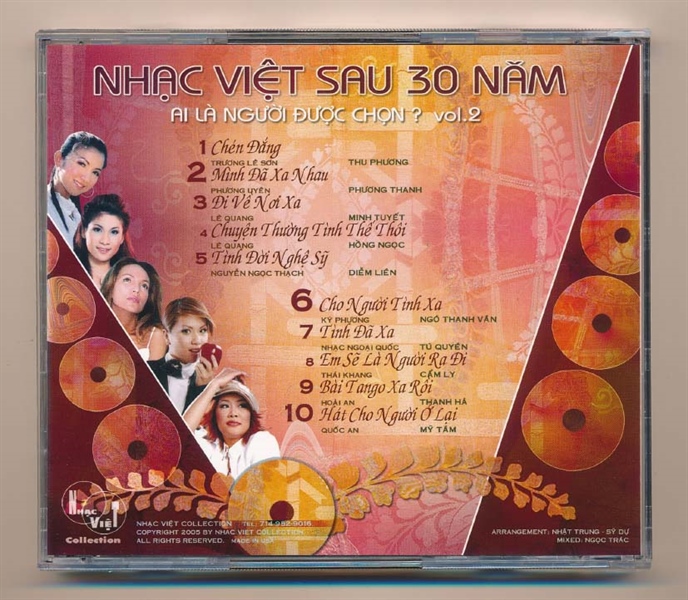 NHẠC VIỆT SAU 30 NĂM
AI LÀ NGƯỜI ĐƯỢC CHỌN ? vol.2
1 Chén Đắng
TRƯƠNG LÊ SƠN THU PHƯƠNG
2 Mình Đã Xa Nhau
PHƯƠNG UYÊN PHƯƠNG THANH
3 Đi Về Nơi Xa
LÊ QUANG MINH TUYẾT
4 Chuyện Thường Tình Thế Thôi
LÊ QUANG HỒNG NGỌC
5 Tình Đời Nghệ Sỹ
NGUYỄN NGỌC THẠCH DIỄM LIÊN
6 Cho Người Tình Xa
KỲ PHƯƠNG NGÔ THANH VÂN
7 Tình Đã Xa
NHẠC NGOẠI QUỐC TÚ QUYÊN
8 Em Sẽ Là Người Ra Đi
THÁI KHANG CẨM LY
9 Bài Tango Xa Rồi
HOÀI AN THANH HÀ
10 Hát Cho Người Ở Lại
QUỐC AN MỸ TÂM
NHẠC VIỆT
Collection
NHẠC VIỆT COLLECTION TEL: 714-982-9016
COPYRIGHT 2005 BY NHẠC VIỆT COLLECTION
ALL RIGHTS RESERVED. MADE IN USA
ARRANGEMENT: NHẬT TRUNG - SỸ DỰ
MIXED: NGỌC TRÁC